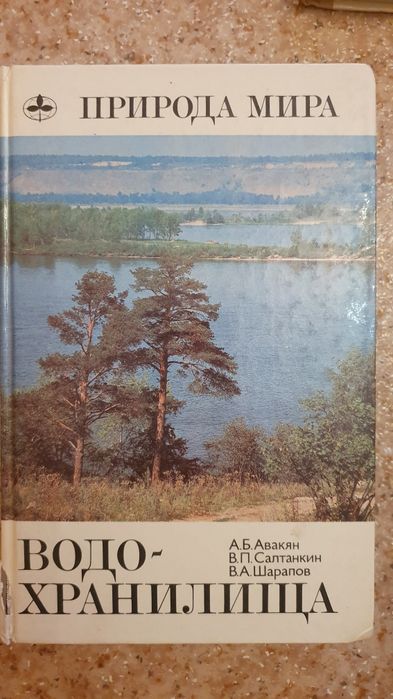 ПРИРОДА МИРА
ВОДО-
ХРАНИЛИЩА
А.Б.Авакян
В.П.Салтанкин
В.А.Шарапов